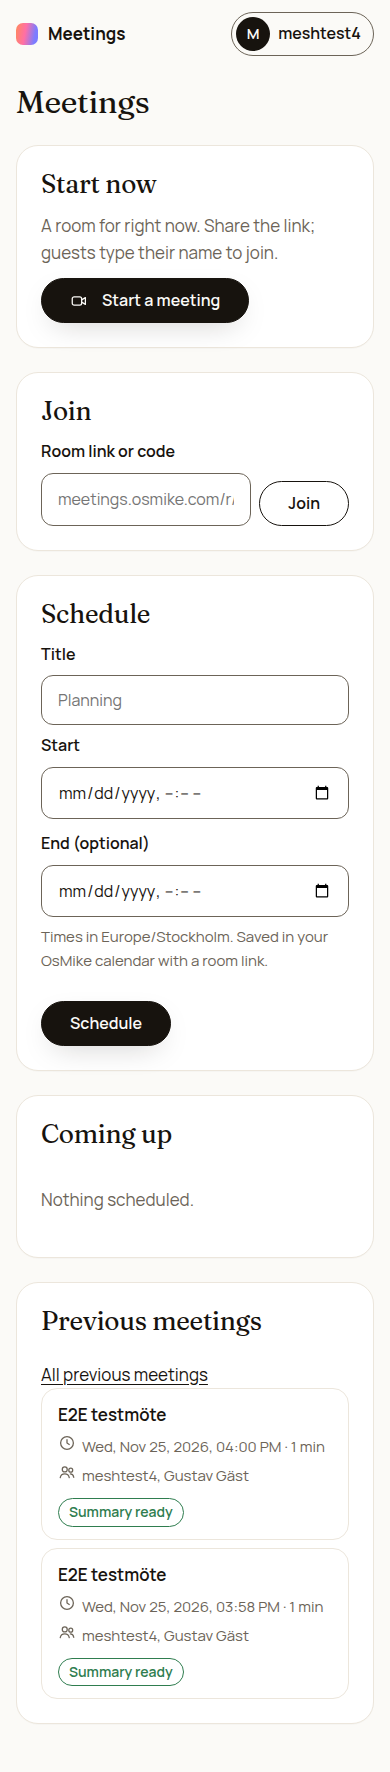 Meetings
M meshtest4
Meetings
Start now
A room for right now. Share the link;
guests type their name to join.
Start a meeting
Join
Room link or code
meetings.osmike.com/r/
Join
Schedule
Title
Planning
Start
mm/dd/yyyy, --:-- --
End (optional)
mm/dd/yyyy, --:-- --
Times in Europe/Stockholm. Saved in your
OsMike calendar with a room link.
Schedule
Coming up
Nothing scheduled.
Previous meetings
All previous meetings
E2E testmöte
Wed, Nov 25, 2026, 04:00 PM · 1 min
meshtest4, Gustav Gäst
Summary ready
E2E testmöte
Wed, Nov 25, 2026, 03:58 PM · 1 min
meshtest4, Gustav Gäst
Summary ready